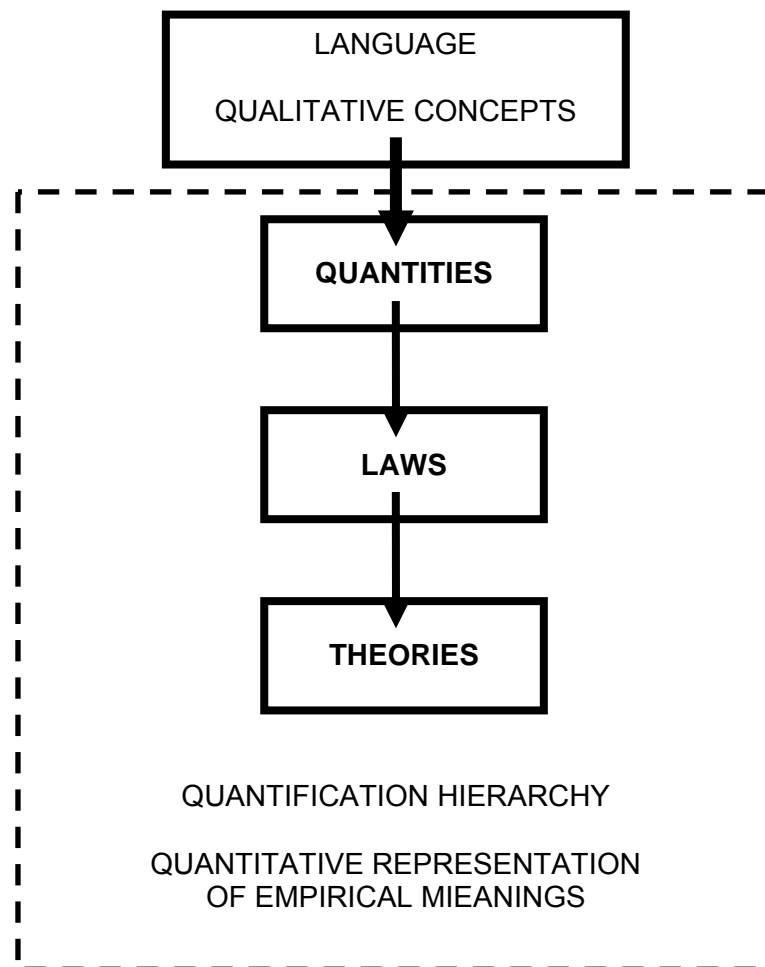 LANGUAGE
QUALITATIVE CONCEPTS
QUANTITIES
LAWS
THEORIES
QUANTIFICATION HIERARCHY
QUANTITATIVE REPRESENTATION
OF EMPIRICAL MIEANINGS